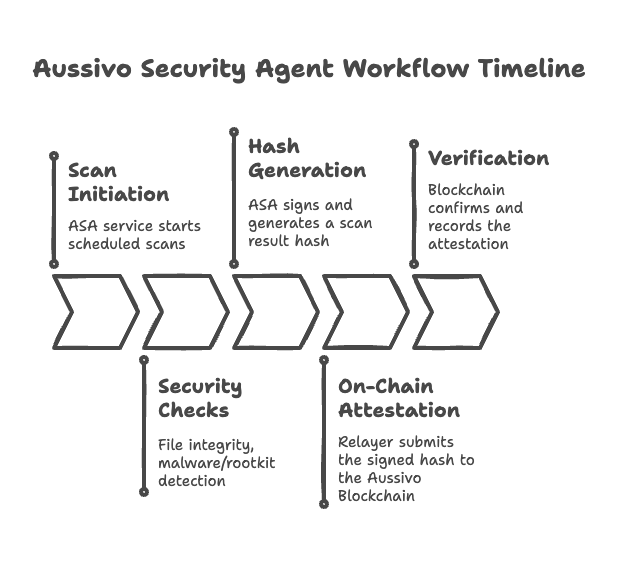 Aussivo Security Agent Workflow Timeline
Scan
Initiation
ASA service starts
scheduled scans
Security
Checks
File integrity,
malware/rootkit
detection
Hash
Generation
ASA signs and
generates a scan
result hash
On-Chain
Attestation
Relayer submits
the signed hash to
the Aussivo
Blockchain
Verification
Blockchain
confirms and
records the
attestation